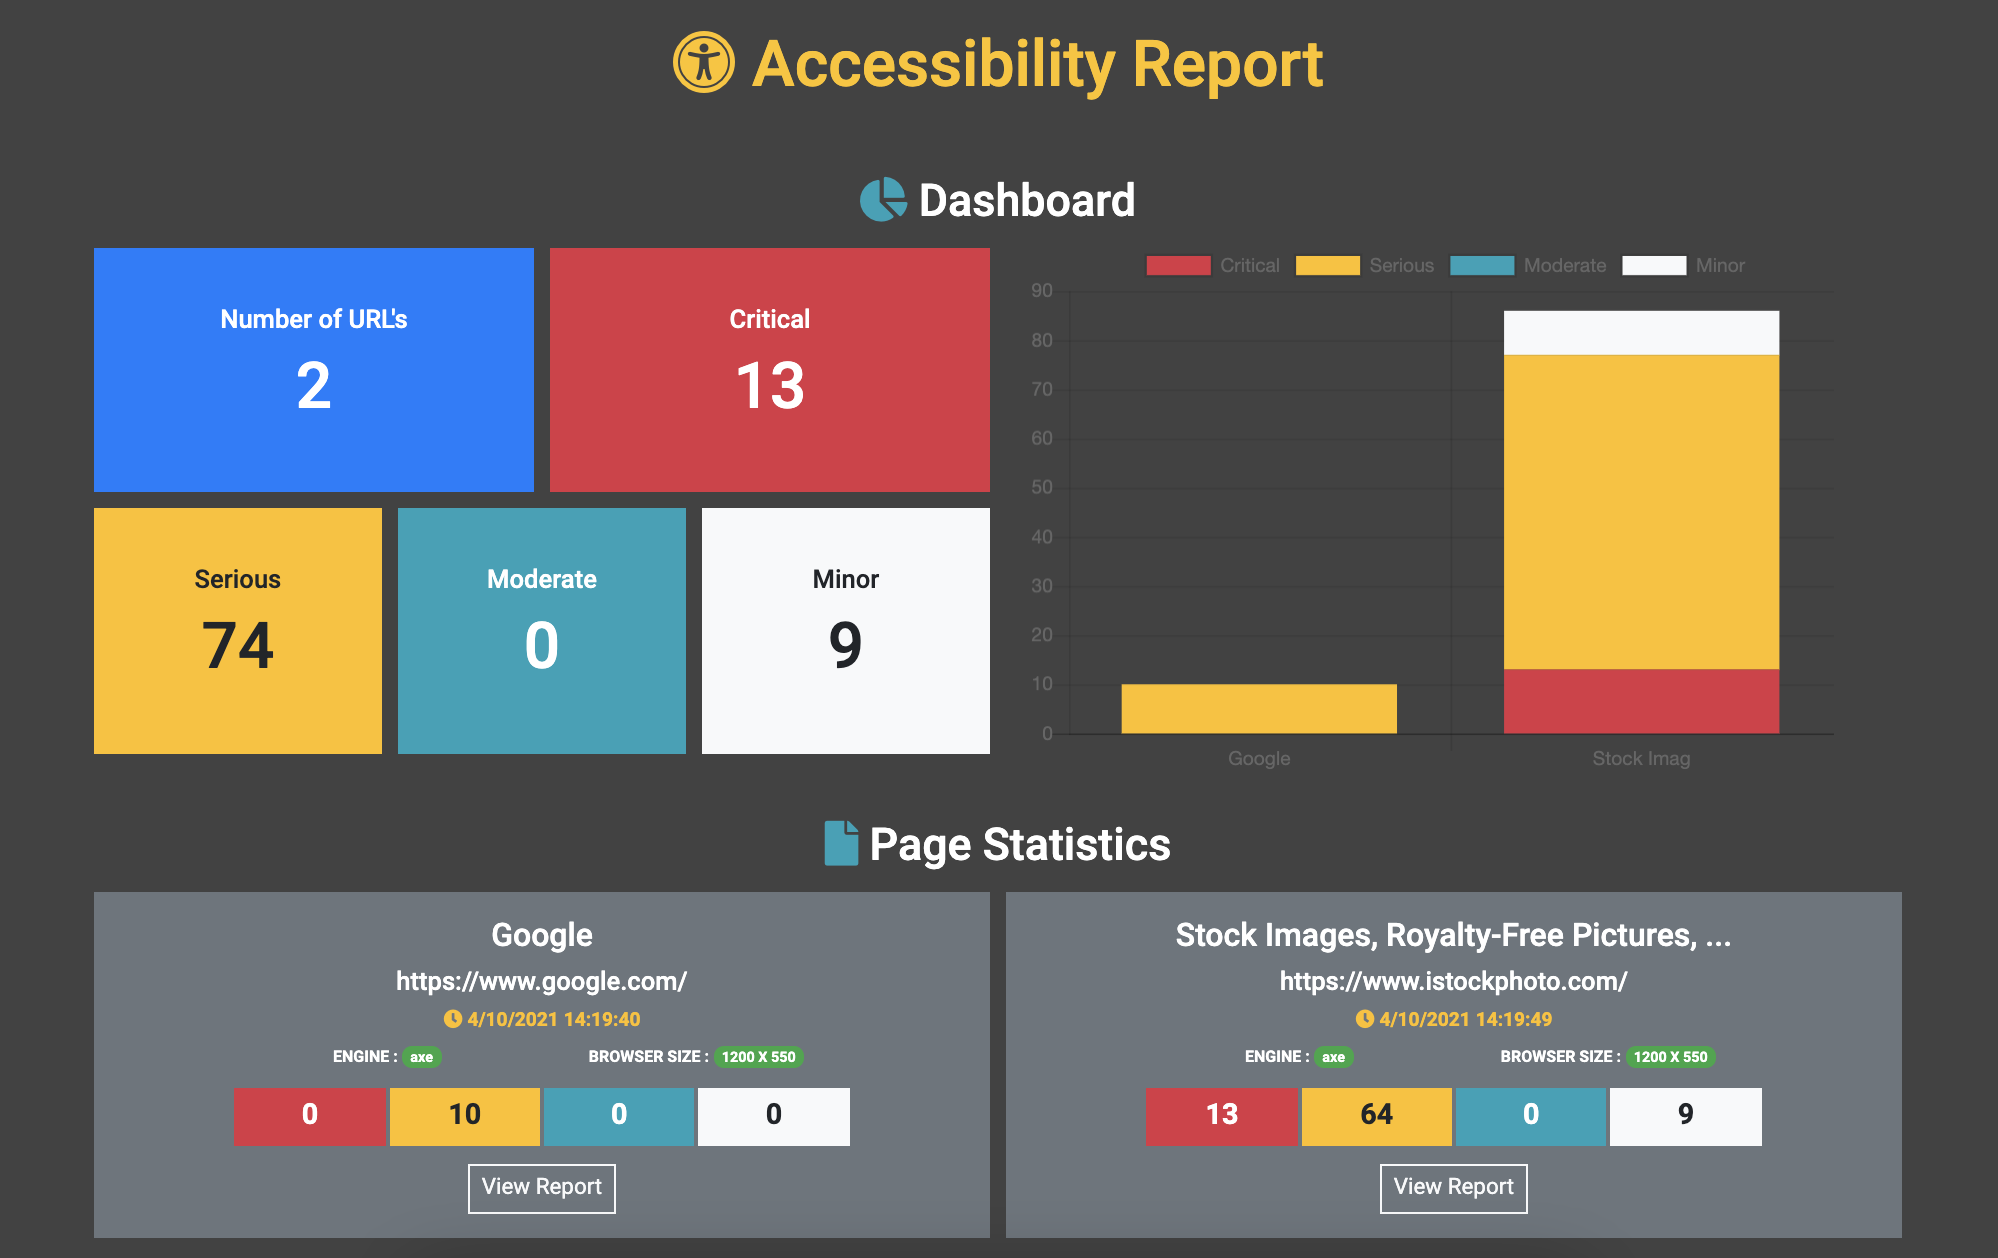 Accessibility Report
Dashboard
Number of URL's
2
Critical
13
Serious
74
Moderate
0
Minor
9
Critical Serious Moderate Minor
90
80
70
60
50
40
30
20
10
0
Google Stock Imag
Page Statistics
Google
https://www.google.com/
4/10/2021 14:19:40
ENGINE : axe BROWSER SIZE : 1200 X 550
0 10 0 0
View Report
Stock Images, Royalty-Free Pictures, ...
https://www.istockphoto.com/
4/10/2021 14:19:49
ENGINE : axe BROWSER SIZE : 1200 X 550
13 64 0 9
View Report